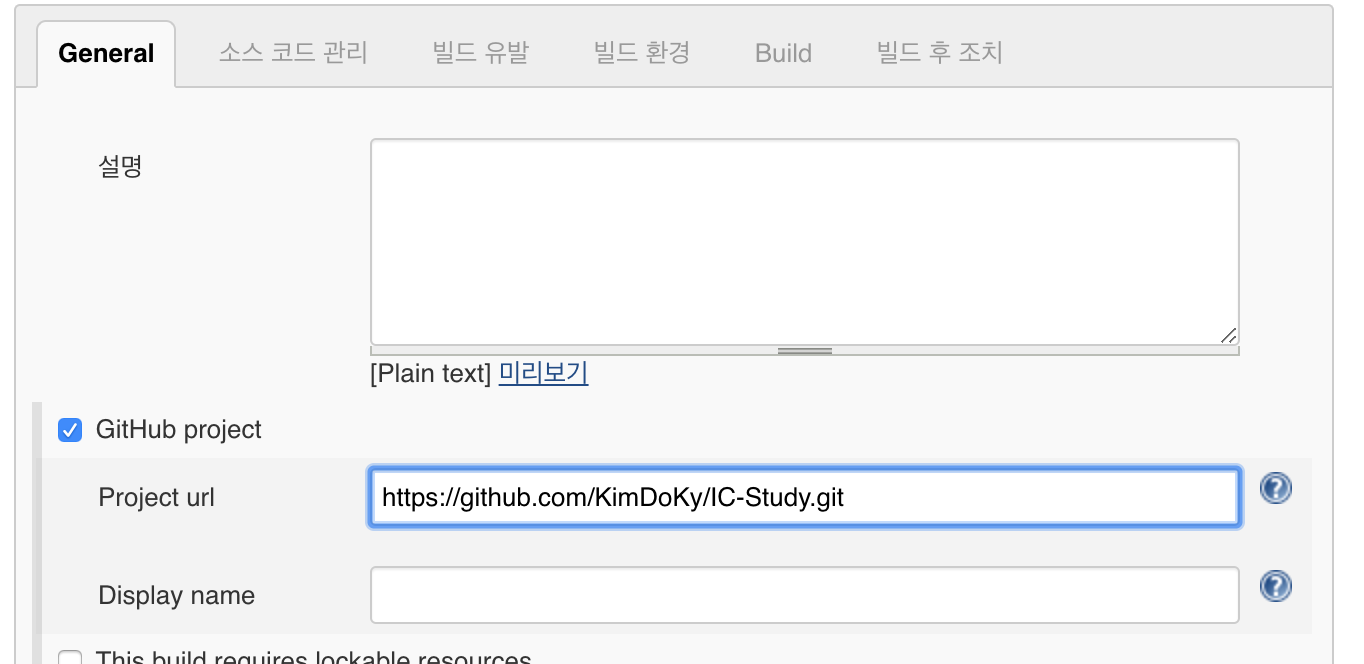 General 소스 코드 관리 빌드 유발 빌드 환경 Build 빌드 후 조치
설명
[Plain text] 미리보기
GitHub project
Project url https://github.com/KimDoKy/IC-Study.git
Display name
This build requires lockable resources